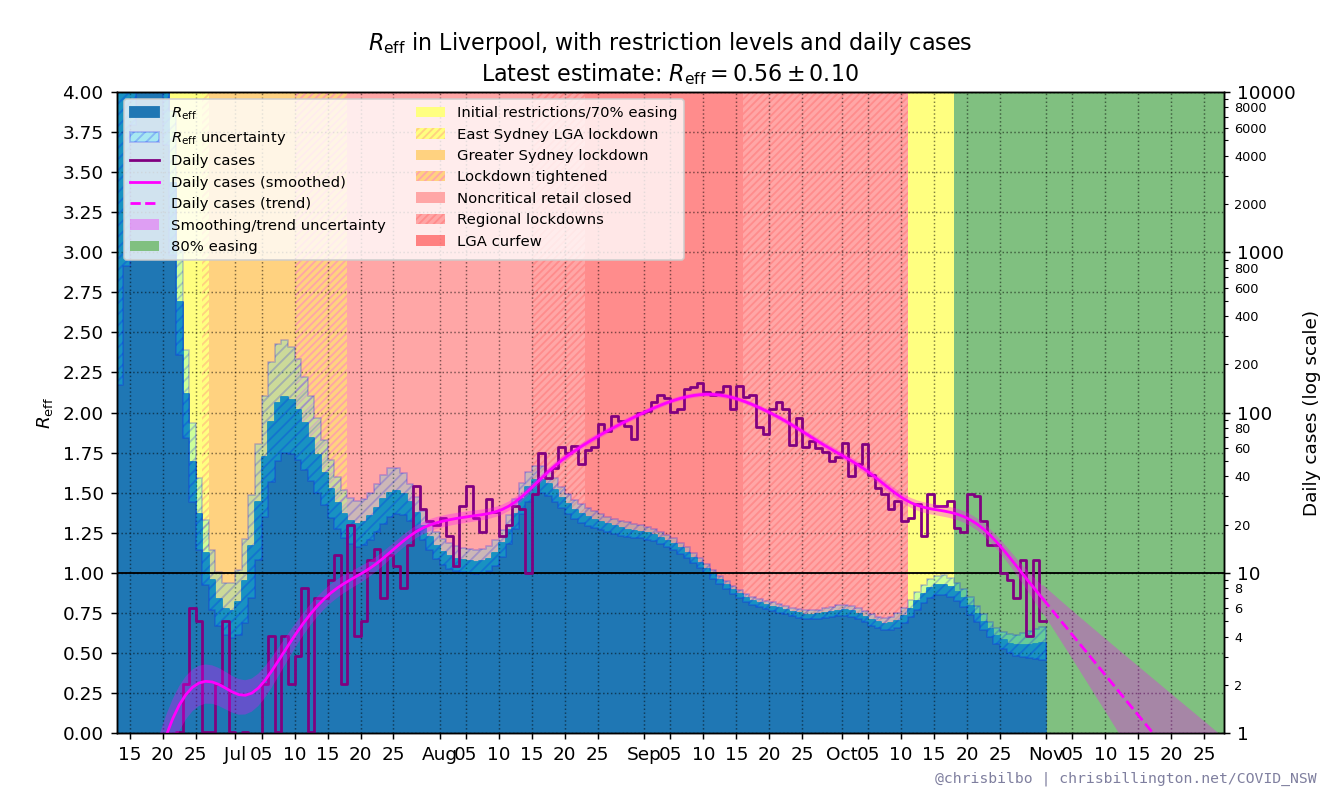 R_eff in Liverpool, with restriction levels and daily cases
Latest estimate: R_eff = 0.56 ± 0.10
R_eff
R_eff uncertainty
Daily cases
Daily cases (smoothed)
Daily cases (trend)
Smoothing/trend uncertainty
80% easing
Initial restrictions/70% easing
East Sydney LGA lockdown
Greater Sydney lockdown
Lockdown tightened
Noncritical retail closed
Regional lockdowns
LGA curfew
R_eff
4.00
3.75
3.50
3.25
3.00
2.75
2.50
2.25
2.00
1.75
1.50
1.25
1.00
0.75
0.50
0.25
0.00
10000
8000
6000
4000
2000
1000
800
600
400
200
100
80
60
40
20
10
8
6
4
2
1
Daily cases (log scale)
15 20 25 Jul 05 10 15 20 25 Aug 05 10 15 20 25 Sep 05 10 15 20 25 Oct 05 10 15 20 25 Nov 05 10 15 20 25
@chrisbilbo | chrisbillington.net/COVID_NSW